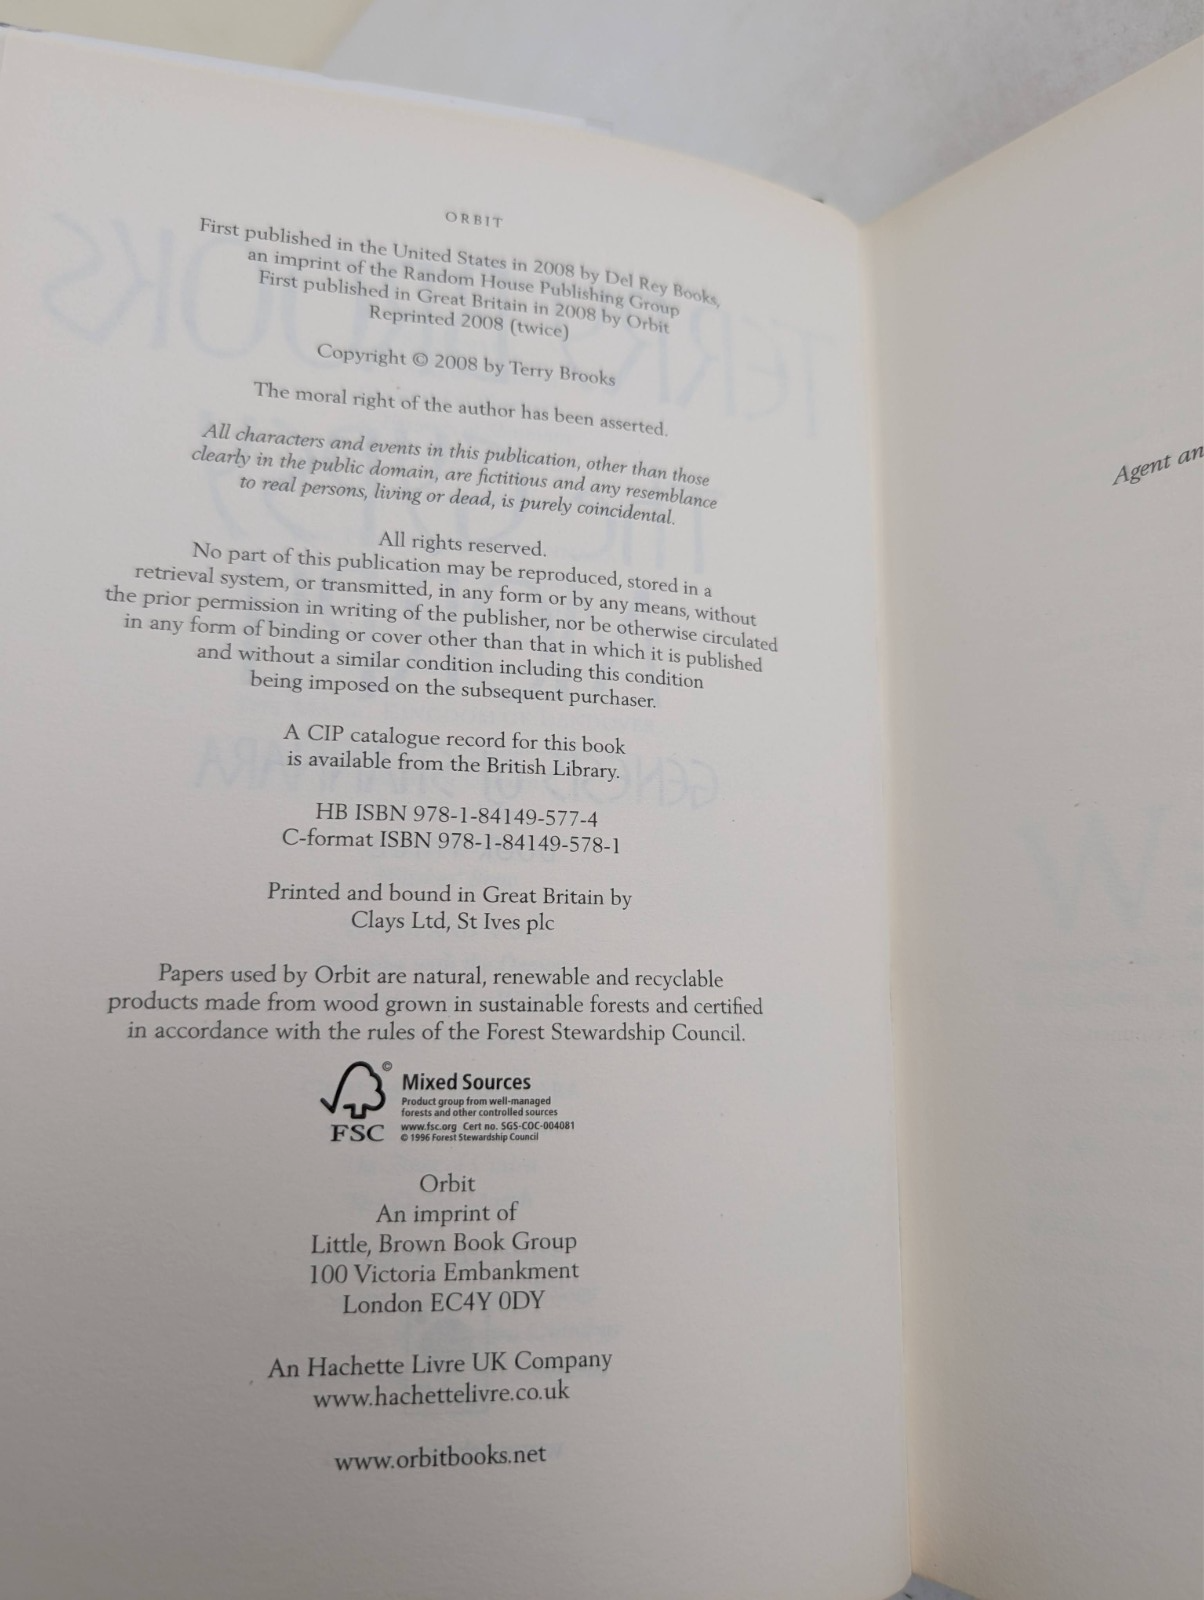 ORBIT
First published in the United States in 2008 by Del Rey Books,
an imprint of the Random House Publishing Group
First published in Great Britain in 2008 by Orbit
Reprinted 2008 (twice)
Copyright © 2008 by Terry Brooks
The moral right of the author has been asserted.
All characters and events in this publication, other than those
clearly in the public domain, are fictitious and any resemblance
to real persons, living or dead, is purely coincidental.
All rights reserved.
No part of this publication may be reproduced, stored in a
retrieval system, or transmitted, in any form or by any means, without
the prior permission in writing of the publisher, nor be otherwise circulated
in any form of binding or cover other than that in which it is published
and without a similar condition including this condition
being imposed on the subsequent purchaser.
A CIP catalogue record for this book
is available from the British Library.
HB ISBN 978-1-84149-577-4
C-format ISBN 978-1-84149-578-1
Printed and bound in Great Britain by
Clays Ltd, St Ives plc
Papers used by Orbit are natural, renewable and recyclable
products made from wood grown in sustainable forests and certified
in accordance with the rules of the Forest Stewardship Council.
©
FSC
Mixed Sources
Product group from well-managed
forests and other controlled sources
www.fsc.org Cert no. SGS-COC-004081
© 1996 Forest Stewardship Council
Orbit
An imprint of
Little, Brown Book Group
100 Victoria Embankment
London EC4Y 0DY
An Hachette Livre UK Company
www.hachettelivre.co.uk
www.orbitbooks.net
Agent an